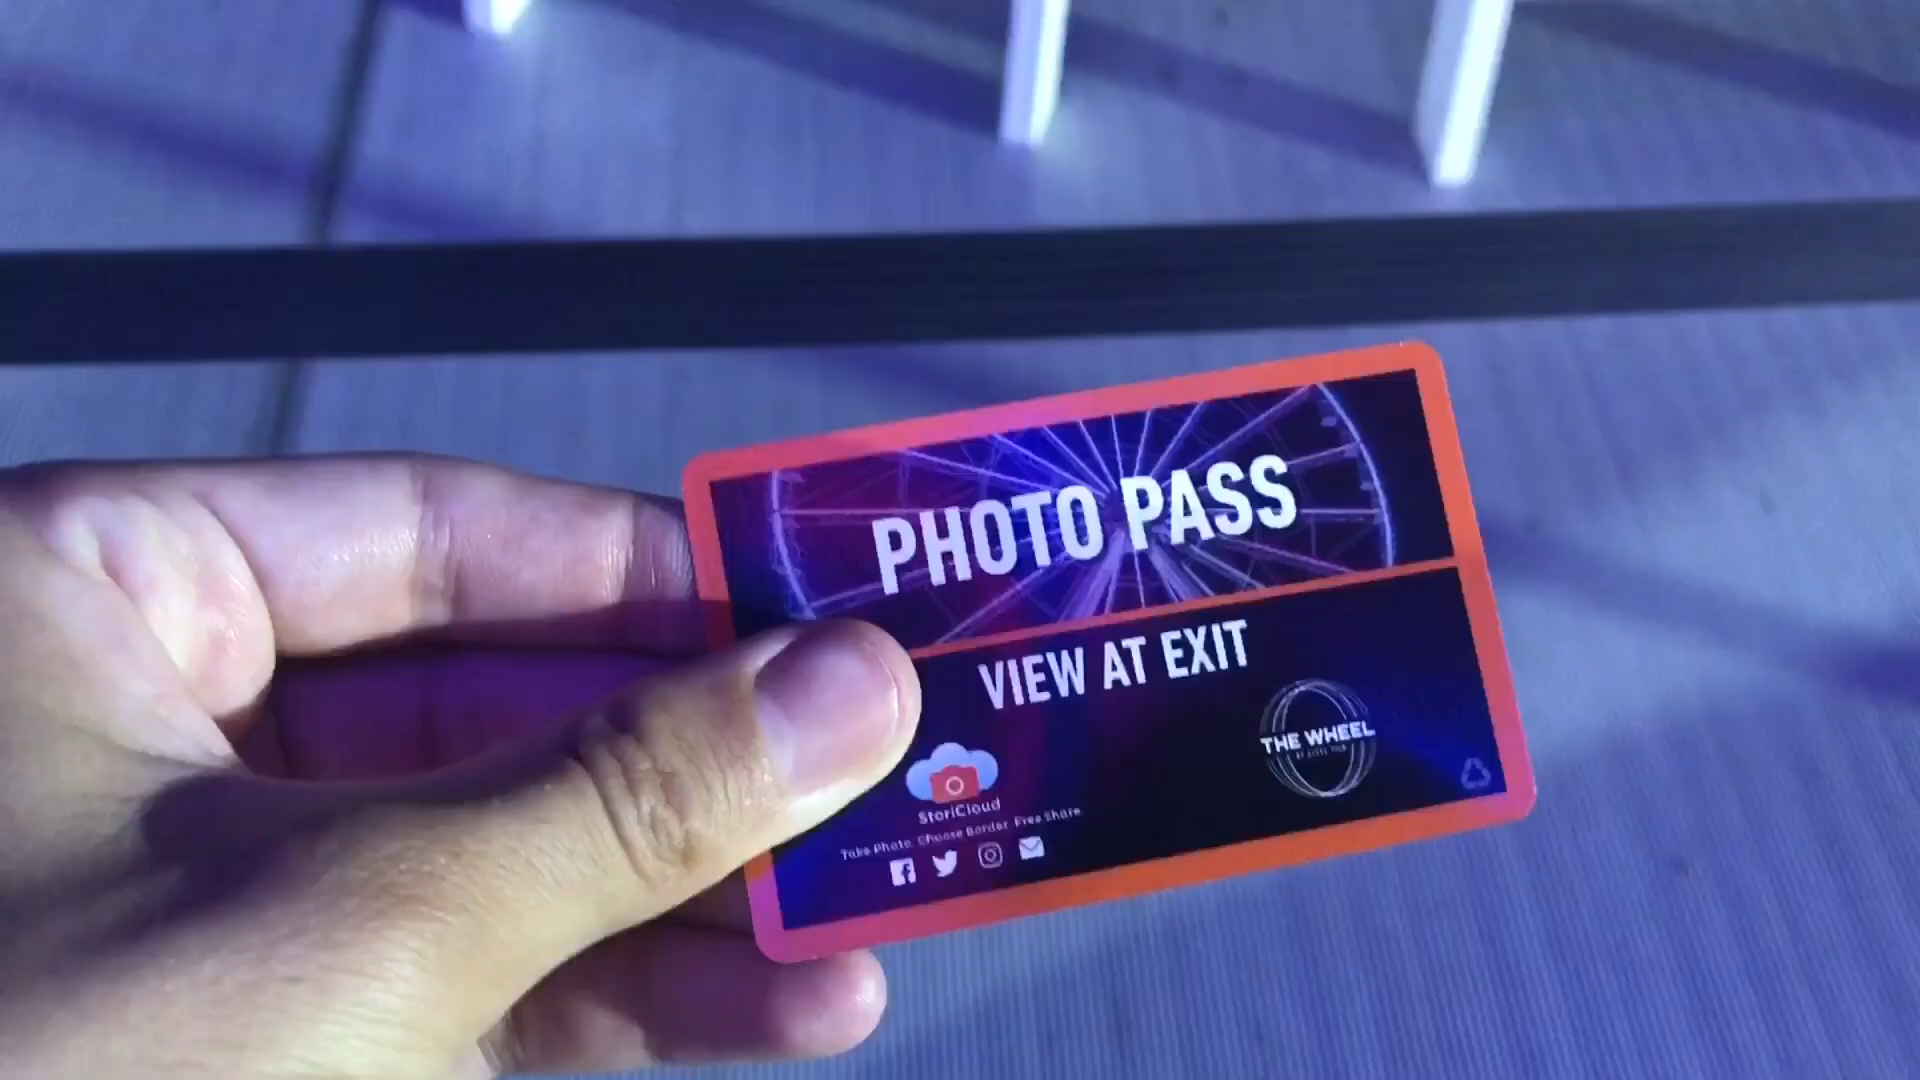 PHOTO PASS
VIEW AT EXIT
THE WHEEL
StoriCloud
Take Photo. Choose Border. Free Share.